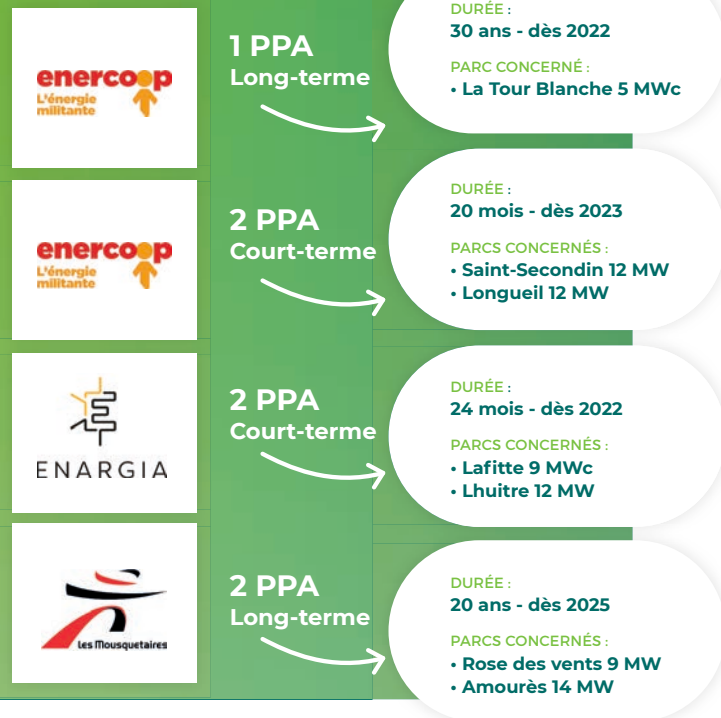 enercoop
L'énergie
militante
1 PPA
Long-terme
DURÉE :
30 ans - dès 2022
PARC CONCERNÉ :
• La Tour Blanche 5 MWc
enercoop
L'énergie
militante
2 PPA
Court-terme
DURÉE :
20 mois - dès 2023
PARCS CONCERNÉS :
• Saint-Secondin 12 MW
• Longueil 12 MW
ENARGIA
2 PPA
Court-terme
DURÉE :
24 mois - dès 2022
PARCS CONCERNÉS :
• Lafitte 9 MWc
• Lhuitre 12 MW
Les Mousquetaires
2 PPA
Long-terme
DURÉE :
20 ans - dès 2025
PARCS CONCERNÉS :
• Rose des vents 9 MW
• Amourès 14 MW